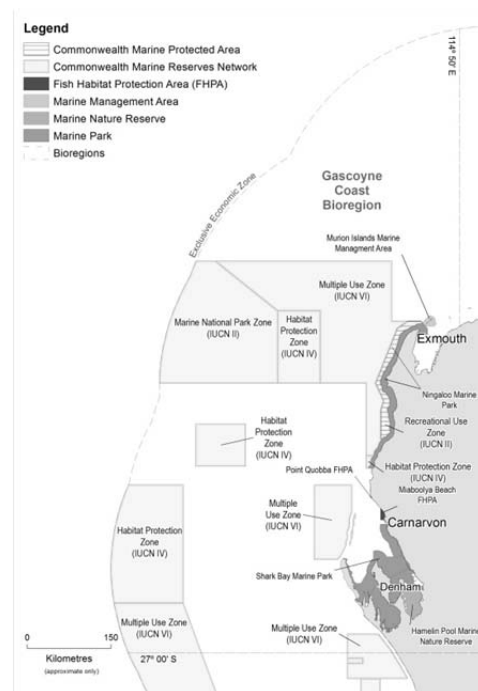 Legend
Commonwealth Marine Protected Area
Commonwealth Marine Reserves Network
Fish Habitat Protection Area (FHPA)
Marine Management Area
Marine Nature Reserve
Marine Park
Bioregions
114° 50' E
Exclusive Economic Zone
Gascoyne
Coast
Bioregion
Murion Islands Marine
Managment Area
Multiple Use Zone
(IUCN VI)
Marine National Park Zone
(IUCN II)
Habitat
Protection
Zone
(IUCN IV)
Exmouth
Ningaloo Marine
Park
Recreational Use
Zone
(IUCN II)
Habitat
Protection
Zone
(IUCN IV)
Habitat Protection Zone
(IUCN IV)
Point Quobba FHPA
Miaboolya Beach
FHPA
Multiple
Use Zone
(IUCN VI)
Carnarvon
Habitat Protection
Zone
(IUCN IV)
Shark Bay Marine Park
Denham
Hamelin Pool Marine
Nature Reserve
Multiple Use Zone
(IUCN VI)
Multiple Use Zone
(IUCN VI)
0 150
Kilometres
(approximate only)
27° 00' S